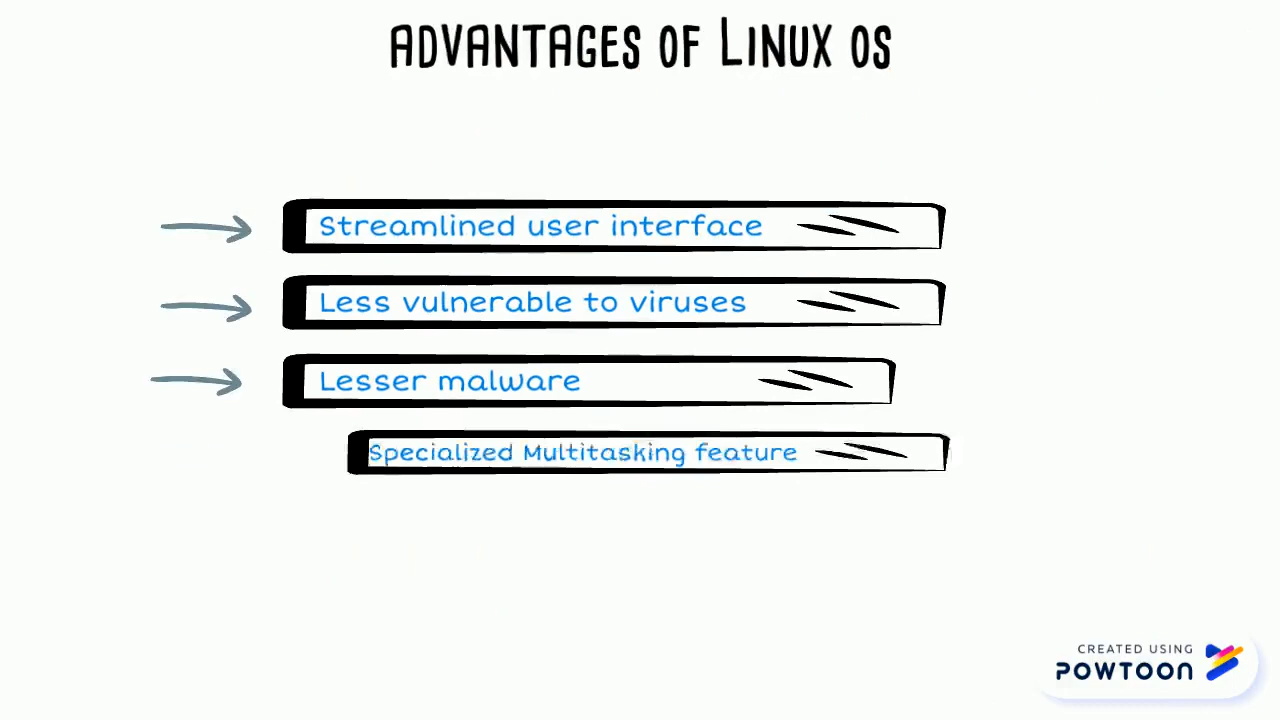 ADVANTAGES OF LINUX OS
Streamlined user interface
Less vulnerable to viruses
Lesser malware
Specialized Multitasking feature
CREATED USING
POWTOON